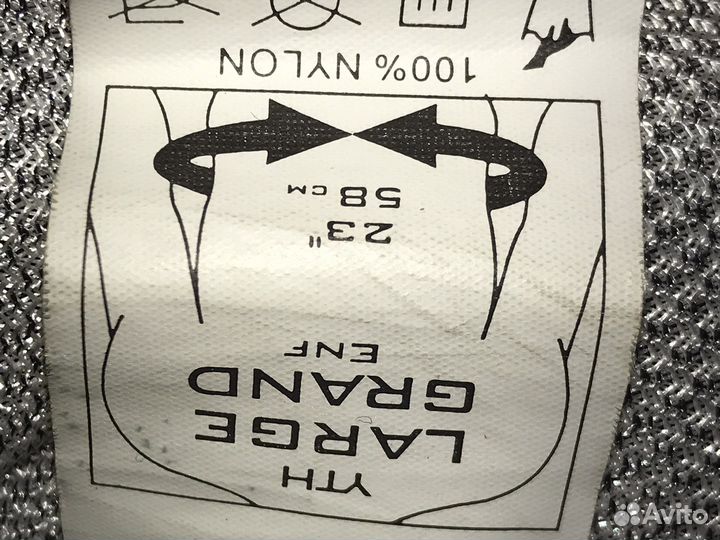 YTH
LARGE
GRAND
ENF
23"
58 CM
100% NYLON
Avito